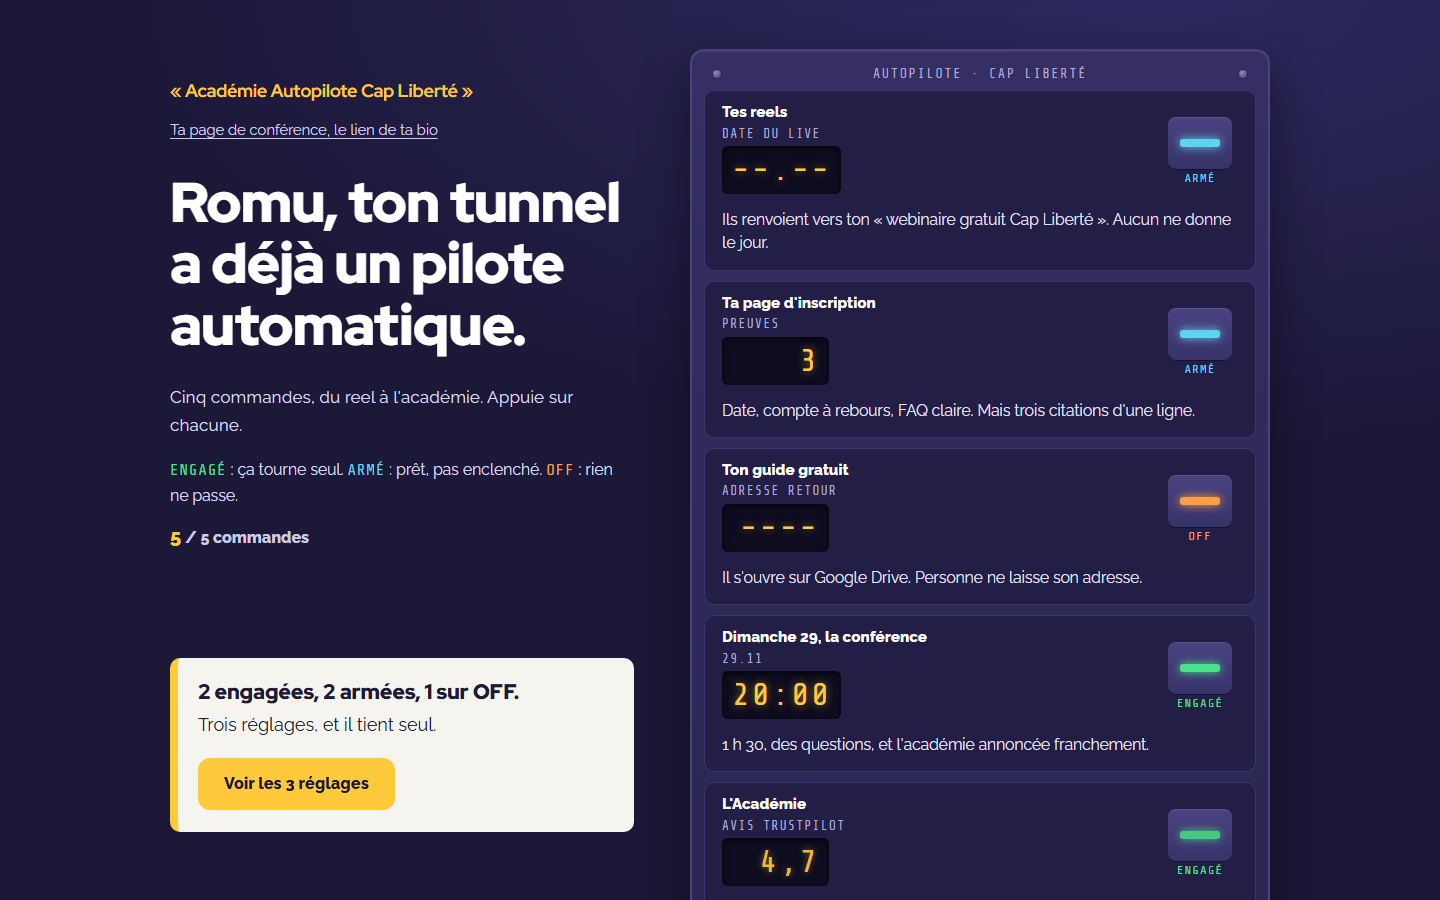 « Académie Autopilote Cap Liberté »
Ta page de conférence, le lien de ta bio
Romu, ton tunnel
a déjà un pilote
automatique.
Cinq commandes, du reel à l'académie. Appuie sur
chacune.
ENGAGÉ : ça tourne seul. ARMÉ : prêt, pas enclenché. OFF : rien
ne passe.
5 / 5 commandes
2 engagées, 2 armées, 1 sur OFF.
Trois réglages, et il tient seul.
Voir les 3 réglages
AUTOPILOTE · CAP LIBERTÉ
Tes reels
DATE DU LIVE
--.--
ARMÉ
Ils renvoient vers ton « webinaire gratuit Cap Liberté ». Aucun ne donne
le jour.
Ta page d'inscription
PREUVES
3
ARMÉ
Date, compte à rebours, FAQ claire. Mais trois citations d'une ligne.
Ton guide gratuit
ADRESSE RETOUR
----
OFF
Il s'ouvre sur Google Drive. Personne ne laisse son adresse.
Dimanche 29, la conférence
29.11
20:00
ENGAGÉ
1 h 30, des questions, et l'académie annoncée franchement.
L'Académie
AVIS TRUSTPILOT
4,7
ENGAGÉ